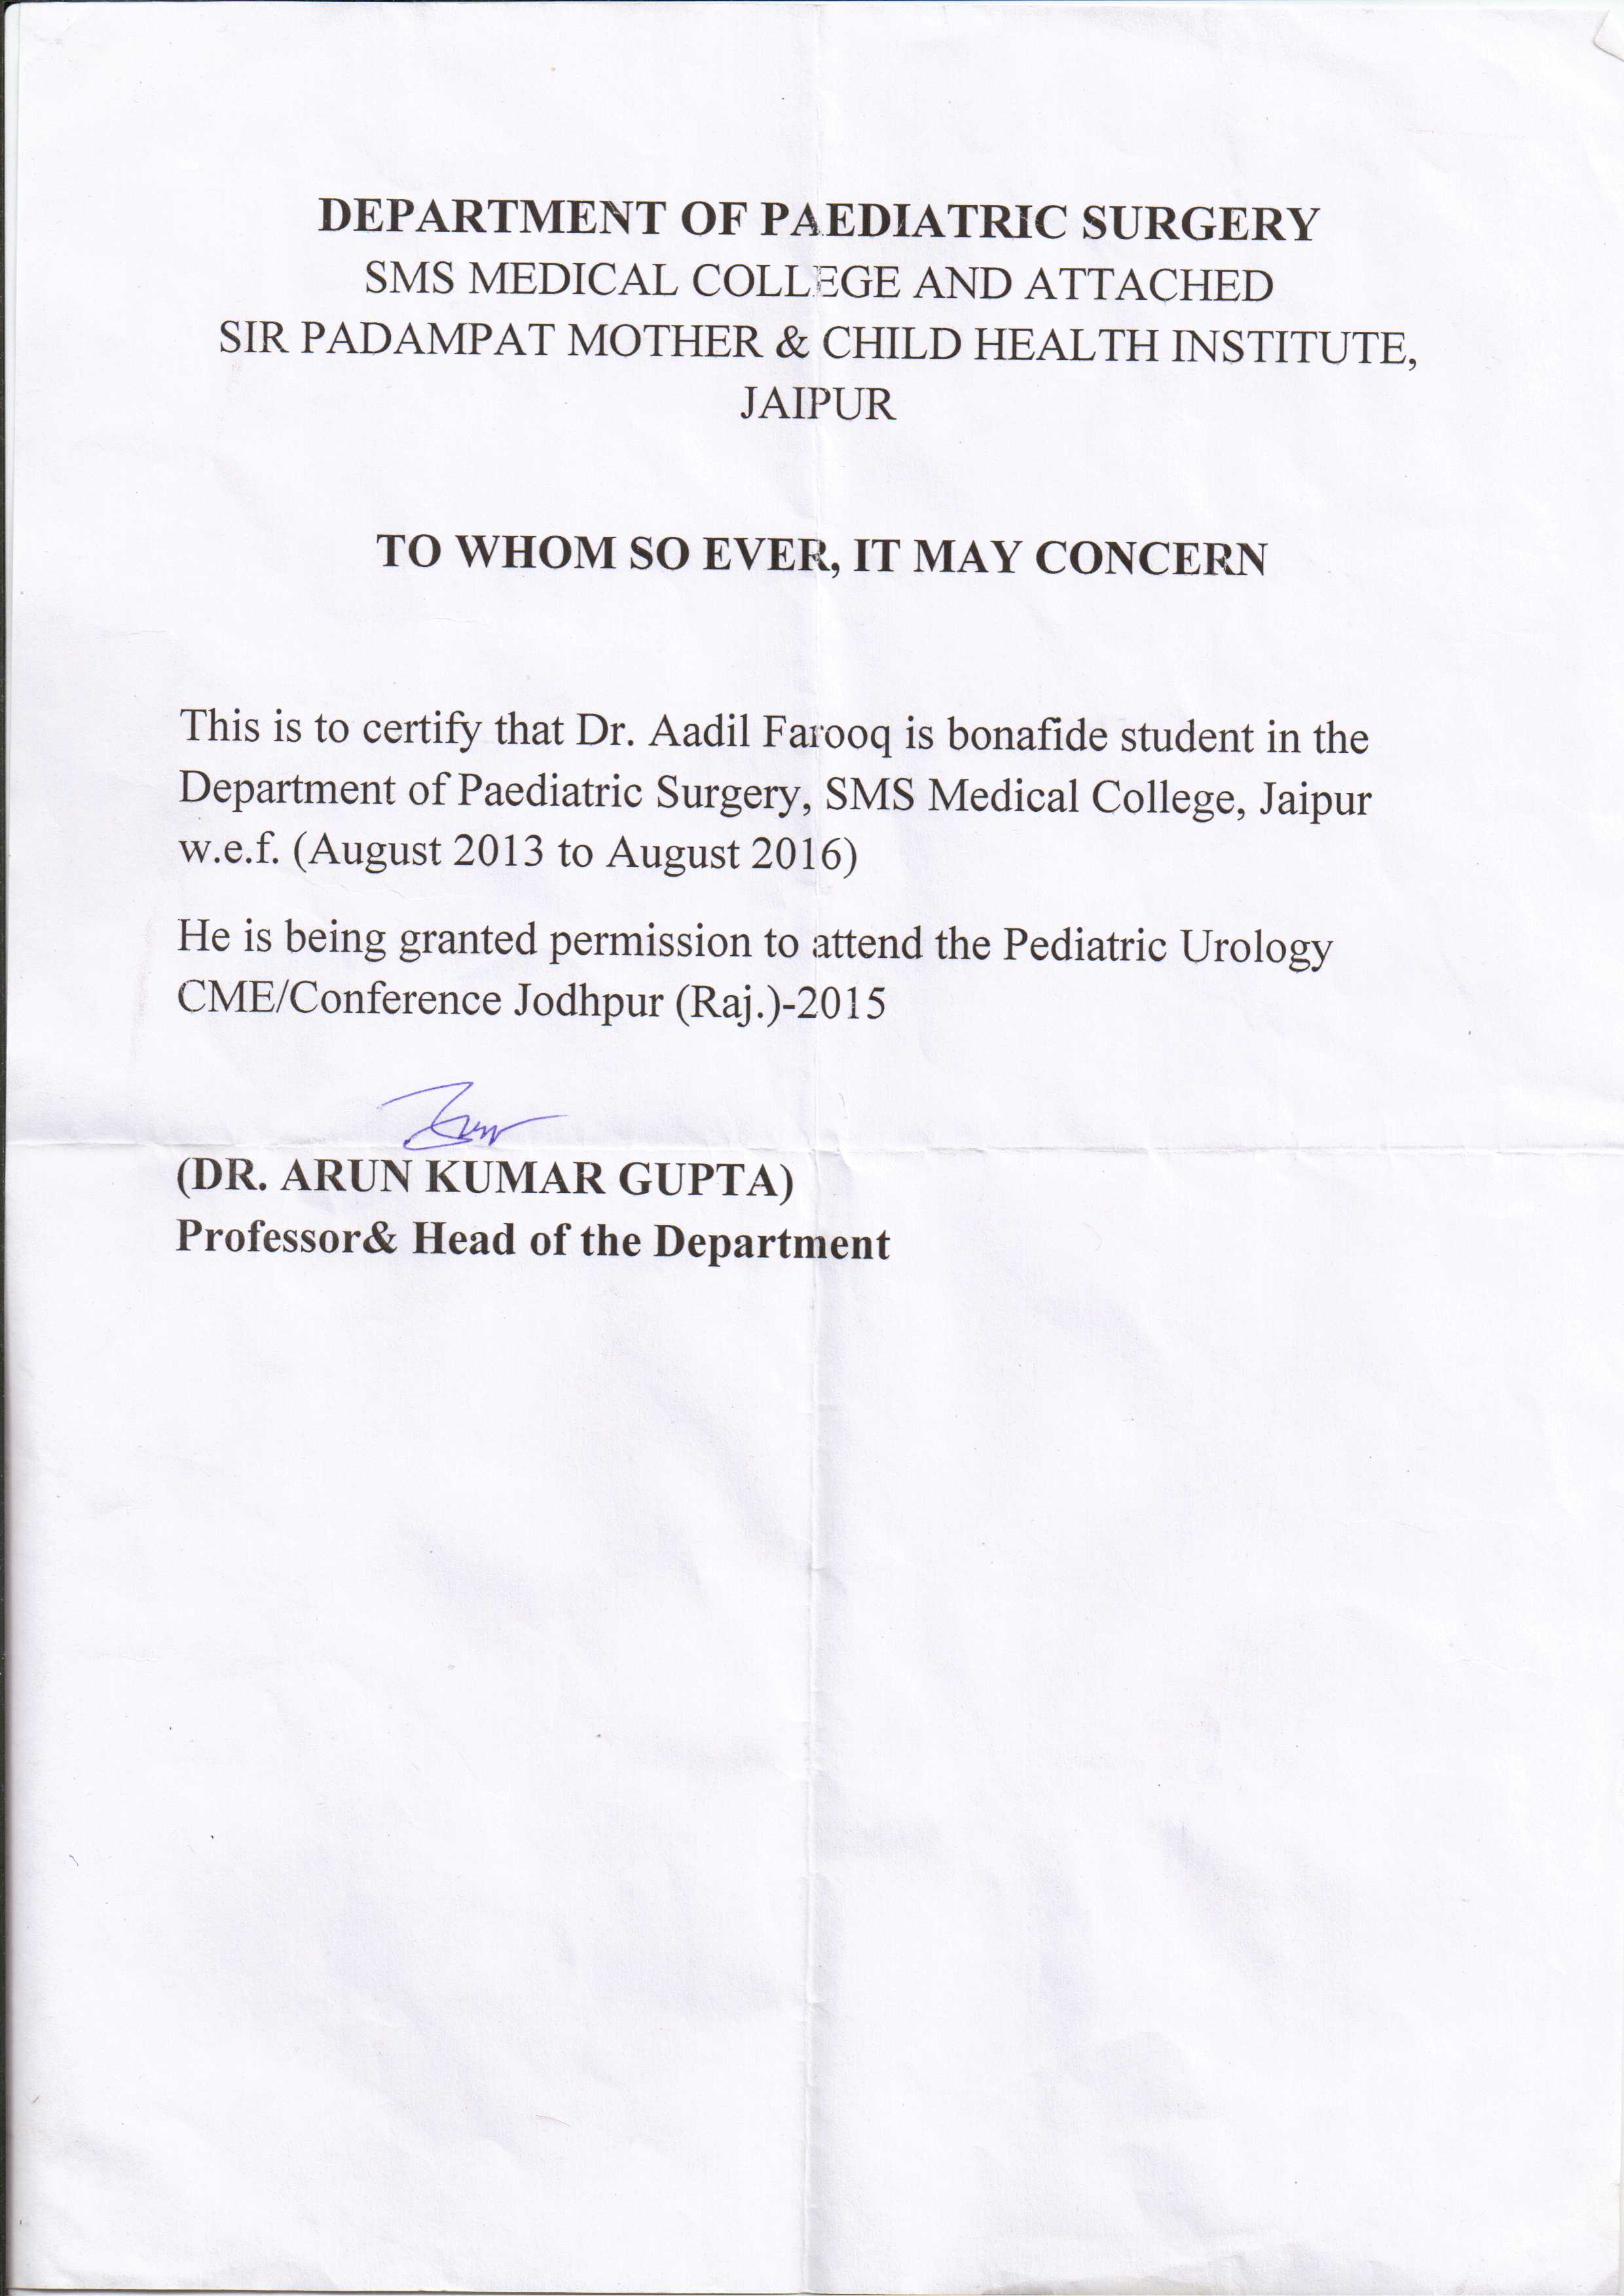 DEPARTMENT OF PAEDIATRIC SURGERY
SMS MEDICAL COLLEGE AND ATTACHED
SIR PADAMPAT MOTHER & CHILD HEALTH INSTITUTE,
JAIPUR
TO WHOM SO EVER, IT MAY CONCERN
This is to certify that Dr. Aadil Farooq is bonafide student in the
Department of Paediatric Surgery, SMS Medical College, Jaipur
w.e.f. (August 2013 to August 2016)
He is being granted permission to attend the Pediatric Urology
CME/Conference Jodhpur (Raj.)-2015
(DR. ARUN KUMAR GUPTA)
Professor& Head of the Department